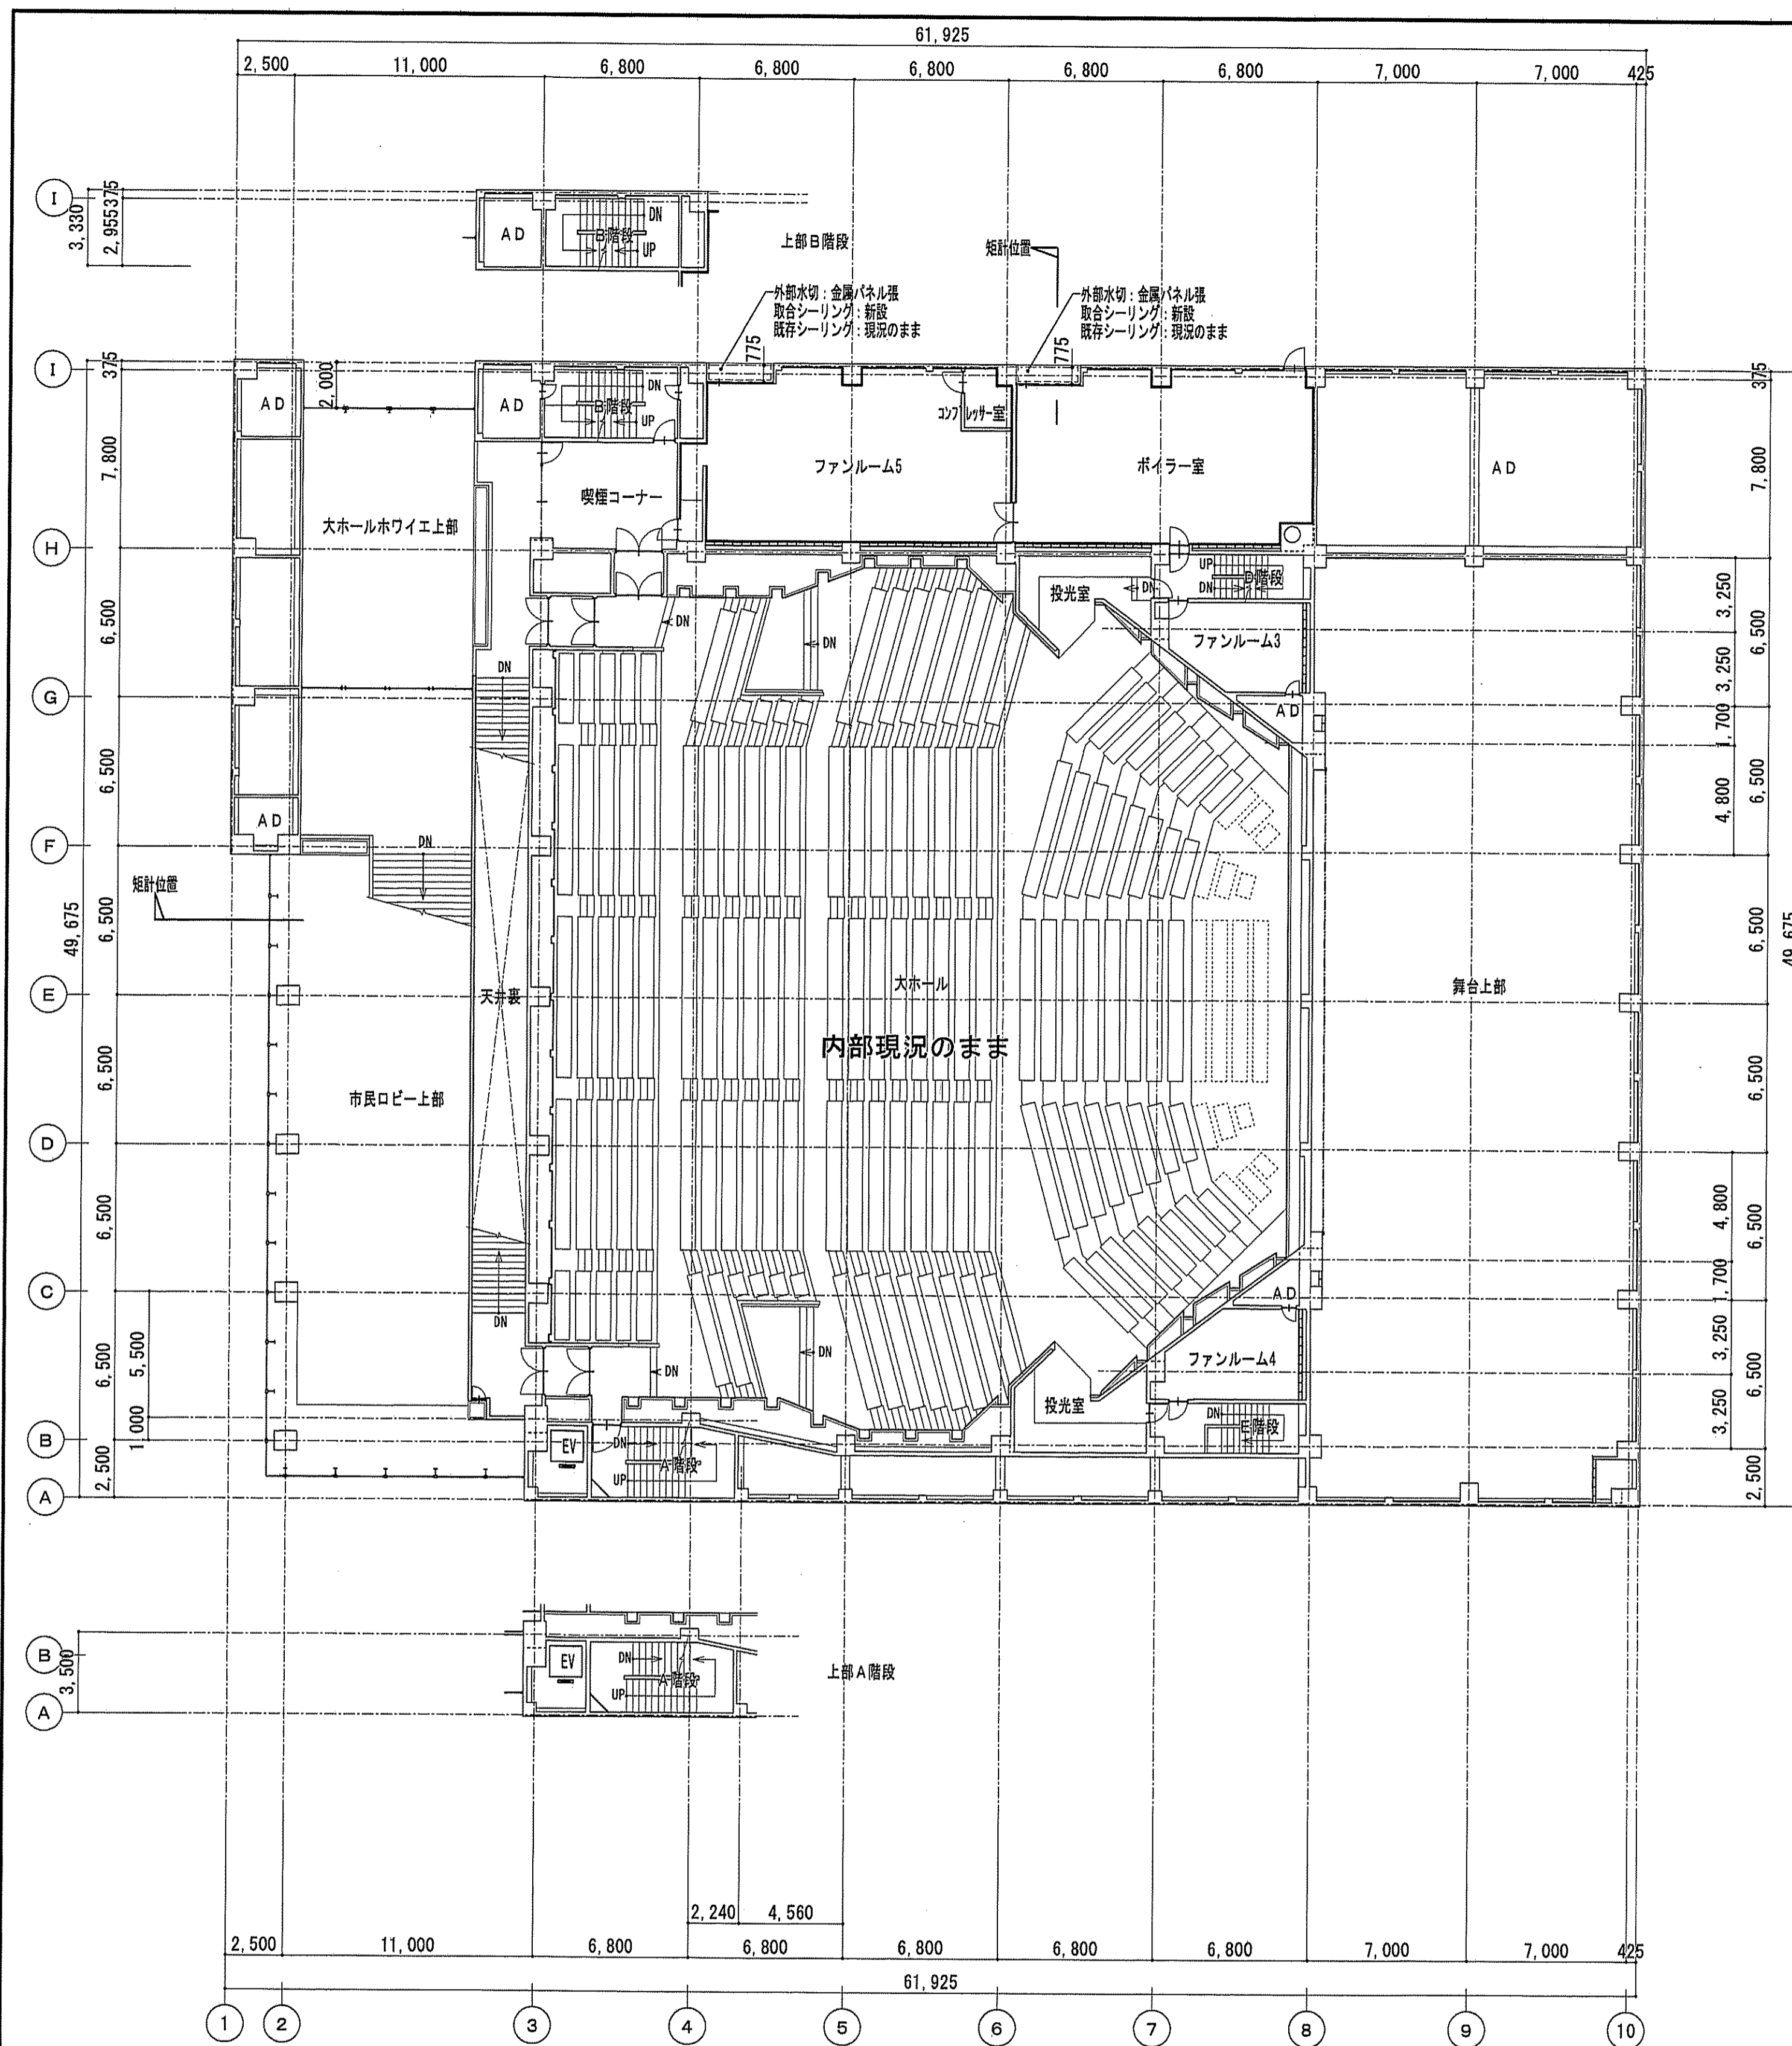 61,925
2,500 11,000 6,800 6,800 6,800 6,800 6,800 7,000 7,000 425
I
3,330
2,955 375
AD
B階段
DN
UP
上部B階段
矩計位置
外部水切：金属パネル張
取合シーリング：新設
既存シーリング：現況のまま
775
外部水切：金属パネル張
取合シーリング：新設
既存シーリング：現況のまま
775
I
375
2,000
AD
AD
B階段
DN
UP
コンプレッサー室
375
7,800
大ホールホワイエ上部
喫煙コーナー
ファンルーム5
ボイラー室
AD
7,800
H
6,500
DN
DN
投光室
DN
UP
DN
D階段
ファンルーム3
3,250
3,250
6,500
G
DN
AD
1,700
6,500
4,800
6,500
AD
F
DN
矩計位置
49,675
6,500
6,500
49,675
E
天井裏
大ホール
舞台上部
内部現況のまま
6,500
市民ロビー上部
6,500
D
6,500
4,800
6,500
C
DN
AD
1,700
6,500
5,500
1,000
DN
DN
投光室
ファンルーム4
3,250
3,250
6,500
B
EV
DN
UP
A階段
DN
E階段
2,500
2,500
A
B
3,500
A
EV
DN
UP
A階段
上部A階段
2,240 4,560
2,500 11,000 6,800 6,800 6,800 6,800 6,800 7,000 7,000 425
61,925
1 2 3 4 5 6 7 8 9 10